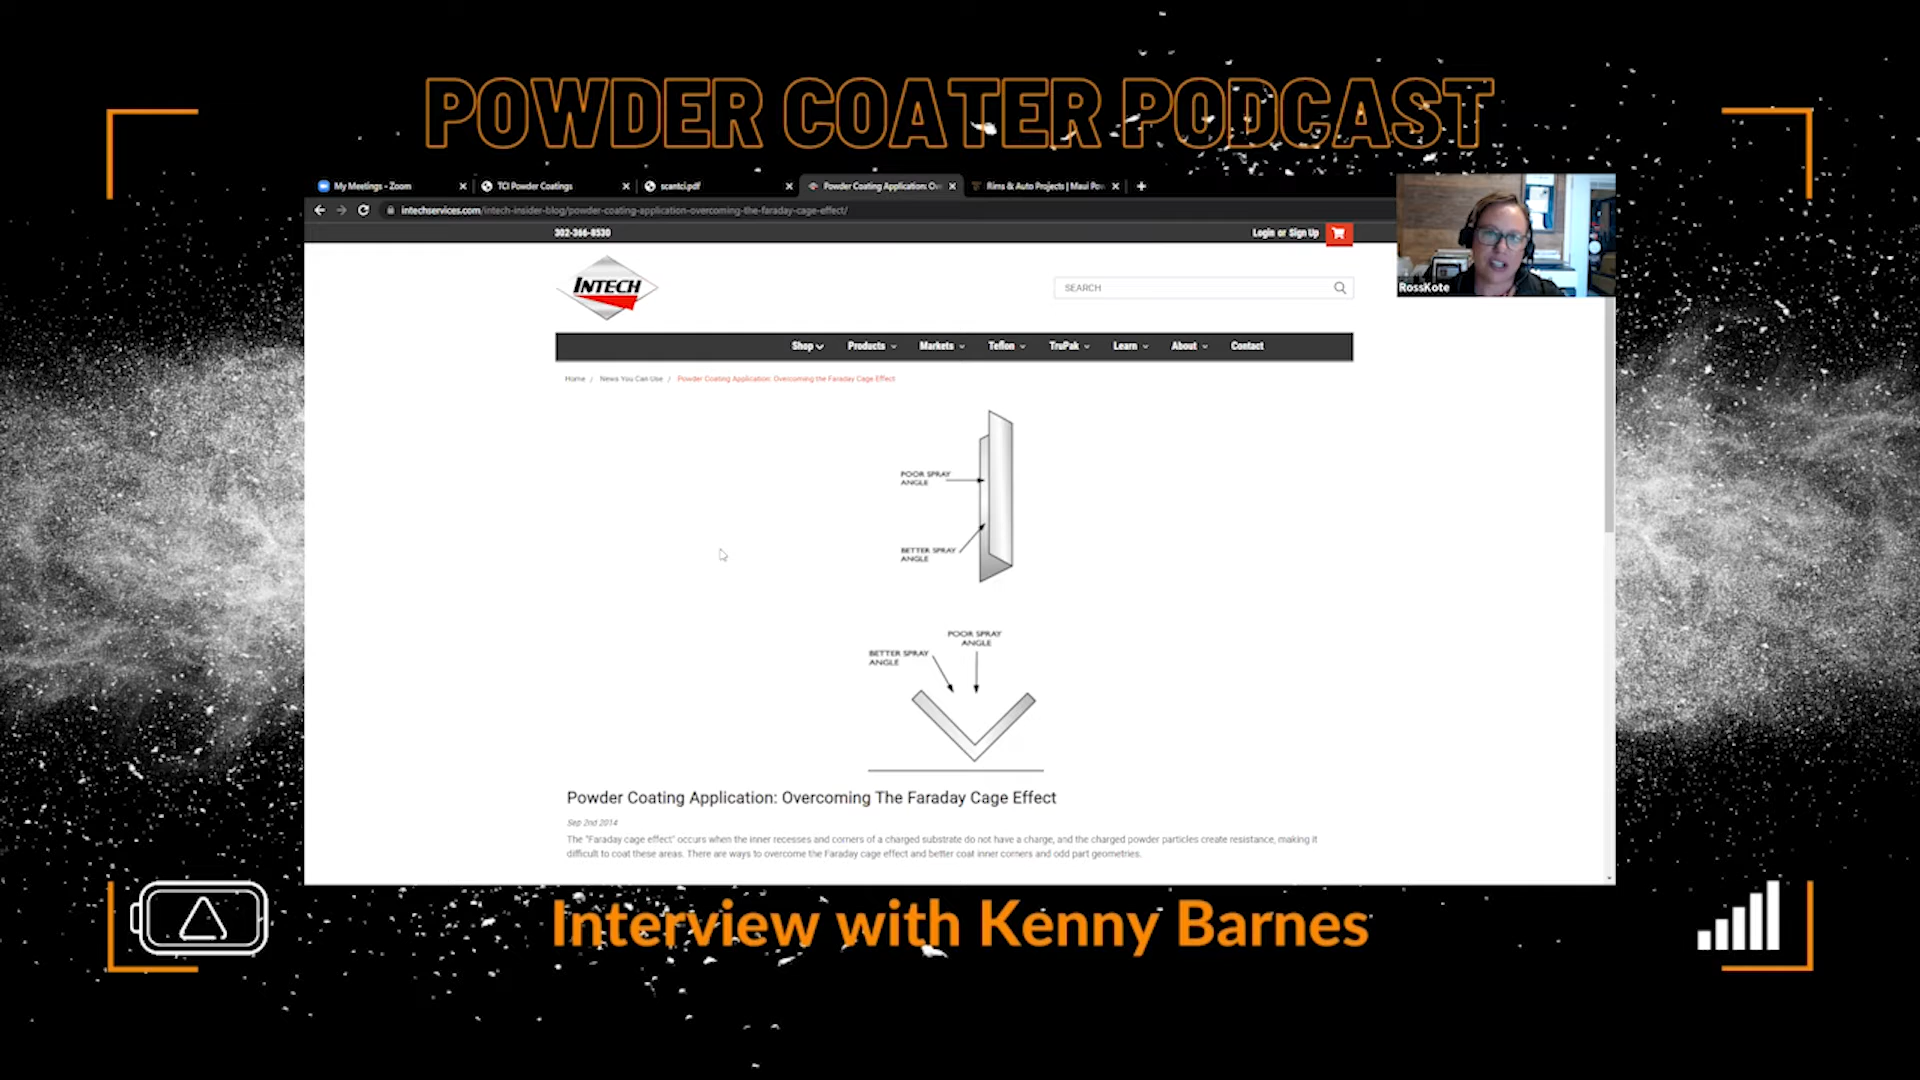 POWDER COATER PODCAST
My Meetings - Zoom
TCI Powder Coatings
scantci.pdf
Powder Coating Application: Ov
Rims & Auto Projects | Maui Pow
intechservices.com/intech-insider-blog/powder-coating-application-overcoming-the-faraday-cage-effect/
302-366-8530
Login or Sign Up
INTECH
SEARCH
RossKote
Shop Products Markets Teflon TruPak Learn About Contact
Home / News You Can Use / Powder Coating Application: Overcoming the Faraday Cage Effect
POOR SPRAY
ANGLE
BETTER SPRAY
ANGLE
POOR SPRAY
ANGLE
BETTER SPRAY
ANGLE
Powder Coating Application: Overcoming The Faraday Cage Effect
Sep 2nd 2014
The "Faraday cage effect" occurs when the inner recesses and corners of a charged substrate do not have a charge, and the charged powder particles create resistance, making it
difficult to coat these areas. There are ways to overcome the Faraday cage effect and better coat inner corners and odd part geometries.
Interview with Kenny Barnes